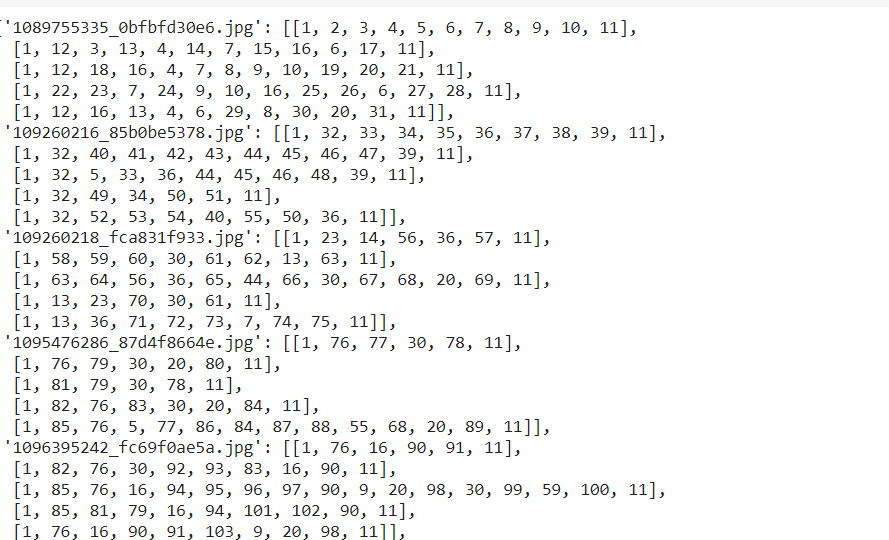 '1089755335_0bfbfd30e6.jpg': [[1, 2, 3, 4, 5, 6, 7, 8, 9, 10, 11],
[1, 12, 3, 13, 4, 14, 7, 15, 16, 6, 17, 11],
[1, 12, 18, 16, 4, 7, 8, 9, 10, 19, 20, 21, 11],
[1, 22, 23, 7, 24, 9, 10, 16, 25, 26, 6, 27, 28, 11],
[1, 12, 16, 13, 4, 6, 29, 8, 30, 20, 31, 11]],
'109260216_85b0be5378.jpg': [[1, 32, 33, 34, 35, 36, 37, 38, 39, 11],
[1, 32, 40, 41, 42, 43, 44, 45, 46, 47, 39, 11],
[1, 32, 5, 33, 36, 44, 45, 46, 48, 39, 11],
[1, 32, 49, 34, 50, 51, 11],
[1, 32, 52, 53, 54, 40, 55, 50, 36, 11]],
'109260218_fca831f933.jpg': [[1, 23, 14, 56, 36, 57, 11],
[1, 58, 59, 60, 30, 61, 62, 13, 63, 11],
[1, 63, 64, 56, 36, 65, 44, 66, 30, 67, 68, 20, 69, 11],
[1, 13, 23, 70, 30, 61, 11],
[1, 13, 36, 71, 72, 73, 7, 74, 75, 11]],
'1095476286_87d4f8664e.jpg': [[1, 76, 77, 30, 78, 11],
[1, 76, 79, 30, 20, 80, 11],
[1, 81, 79, 30, 78, 11],
[1, 82, 76, 83, 30, 20, 84, 11],
[1, 85, 76, 5, 77, 86, 84, 87, 88, 55, 68, 20, 89, 11]],
'1096395242_fc69f0ae5a.jpg': [[1, 76, 16, 90, 91, 11],
[1, 82, 76, 30, 92, 93, 83, 16, 90, 11],
[1, 85, 76, 16, 94, 95, 96, 97, 90, 9, 20, 98, 30, 99, 59, 100, 11],
[1, 85, 81, 79, 16, 94, 101, 102, 90, 11],
[1, 76, 16, 90, 91, 103, 9, 20, 98, 11]],